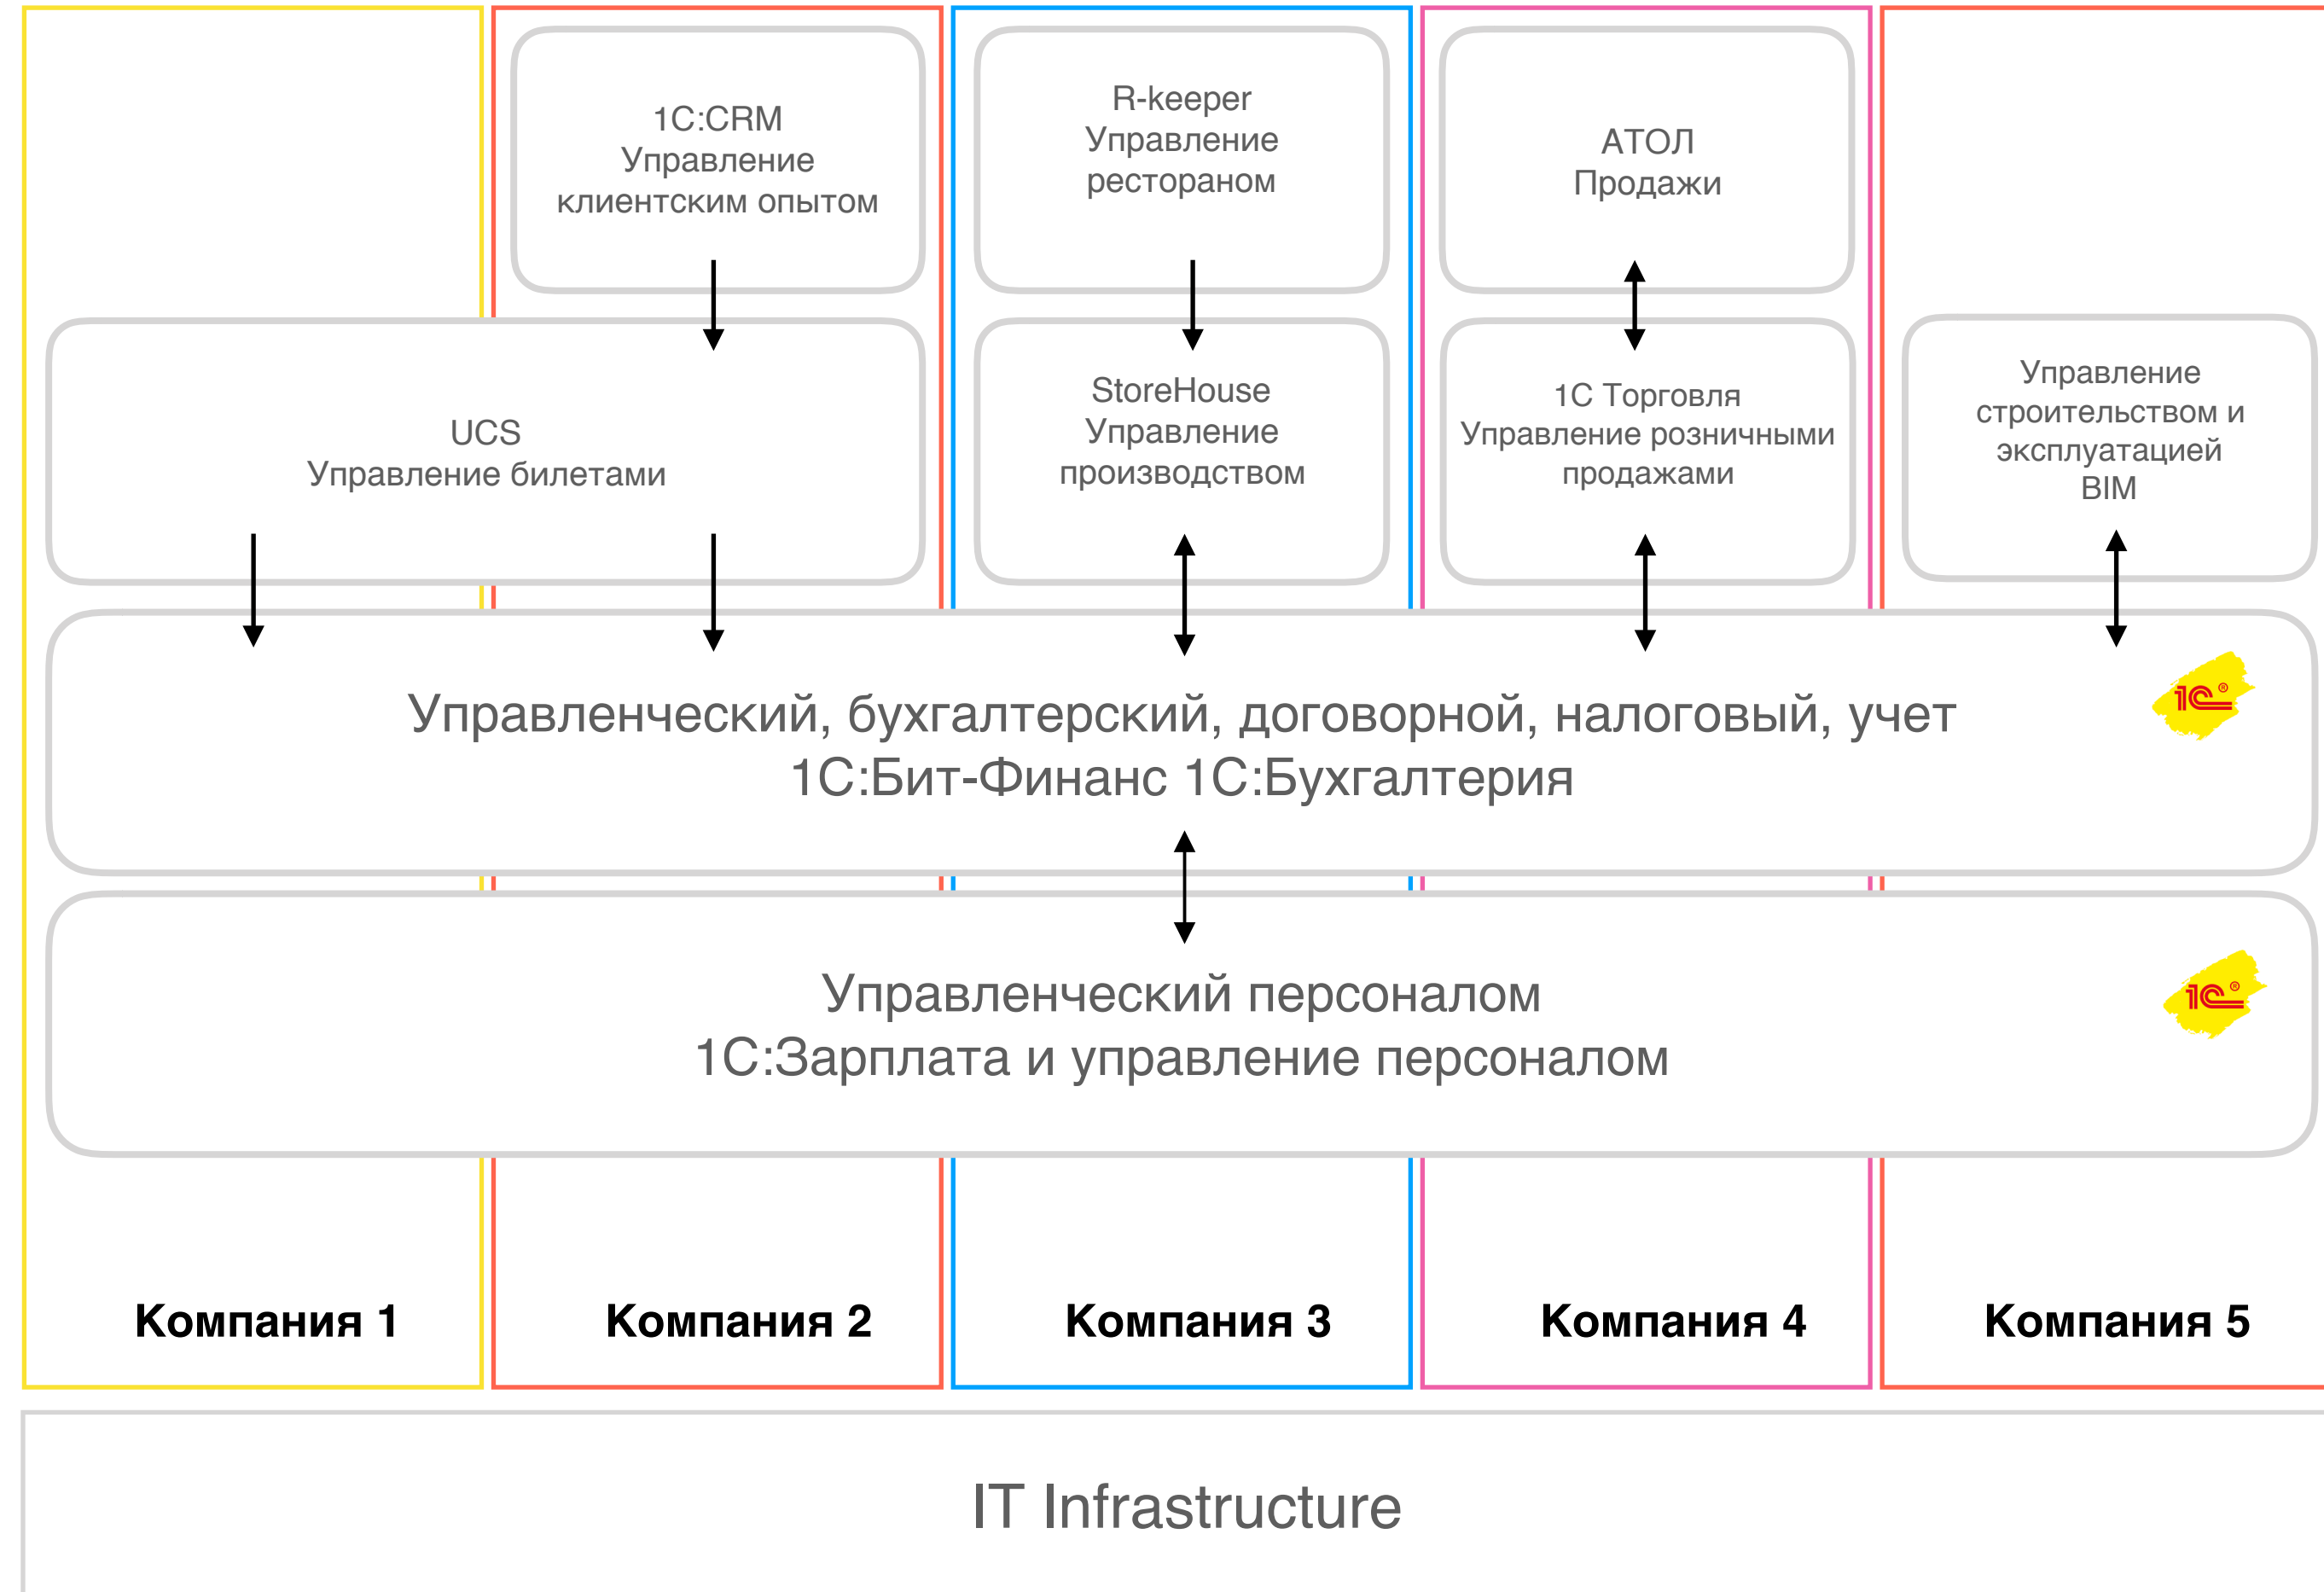 1С:CRM
Управление
клиентским опытом
R-keeper
Управление
рестораном
АТОЛ
Продажи
UCS
Управление билетами
StoreHouse
Управление
производством
1С Торговля
Управление розничными
продажами
Управление
строительством и
эксплуатацией
BIM
Управленческий, бухгалтерский, договорной, налоговый, учет
1С:Бит-Финанс 1С:Бухгалтерия
1С®
Управленческий персоналом
1С:Зарплата и управление персоналом
1С®
Компания 1
Компания 2
Компания 3
Компания 4
Компания 5
IT Infrastructure